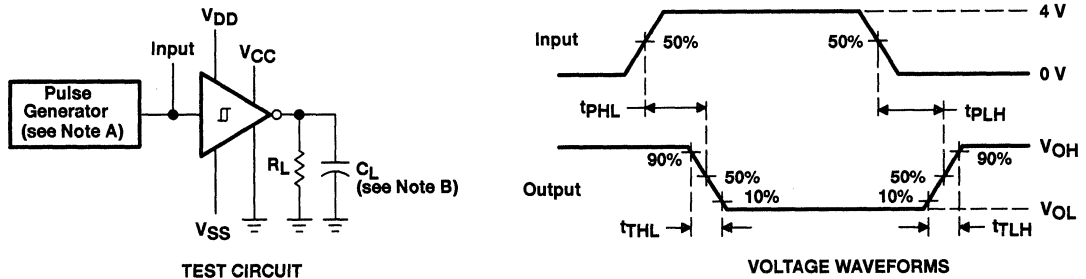 VDD
Input
VCC
Pulse
Generator
(see Note A)
RL
CL
(see Note B)
VSS
TEST CIRCUIT
Input
50%
50%
4 V
0 V
tPHL
tPLH
Output
90%
50%
10%
50%
10%
90%
VOH
VOL
tTHL
tTLH
VOLTAGE WAVEFORMS